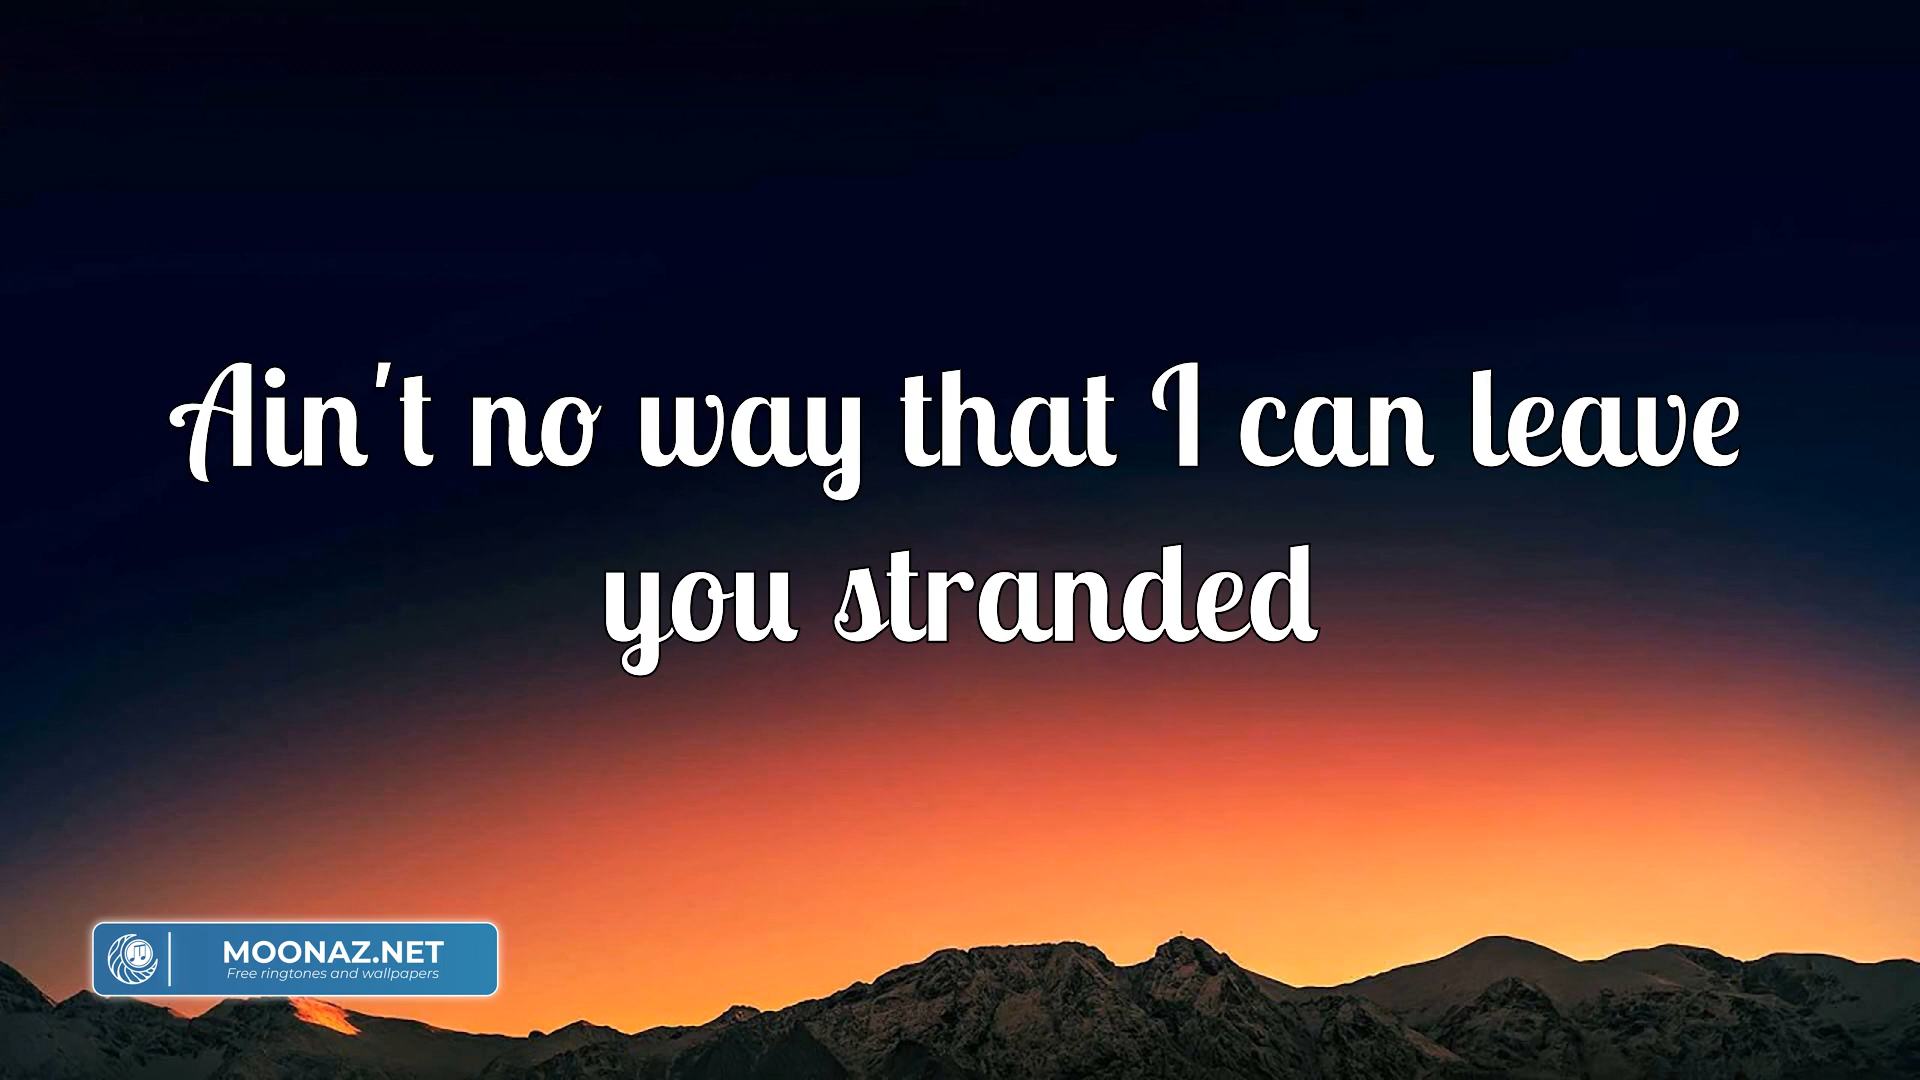 Ain't no way that I can leave
you stranded
MOONAZ.NET
Free ringtones and wallpapers